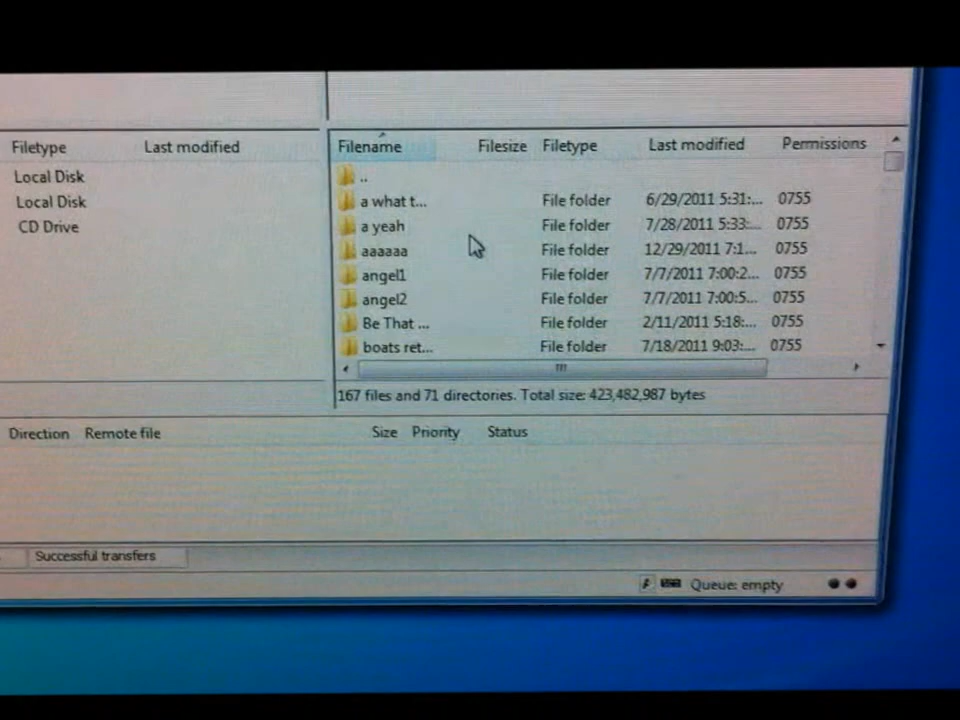 Filetype Last modified
Local Disk
Local Disk
CD Drive
Filename Filesize Filetype Last modified Permissions
..
a what t... File folder 6/29/2011 5:31:... 0755
a yeah File folder 7/28/2011 5:33:... 0755
aaaaaa File folder 12/29/2011 7:1... 0755
angel1 File folder 7/7/2011 7:00:2... 0755
angel2 File folder 7/7/2011 7:00:5... 0755
Be That ... File folder 2/11/2011 5:18:... 0755
boats ret... File folder 7/18/2011 9:03:... 0755
167 files and 71 directories. Total size: 423,482,987 bytes
Direction Remote file Size Priority Status
Successful transfers
Queue: empty